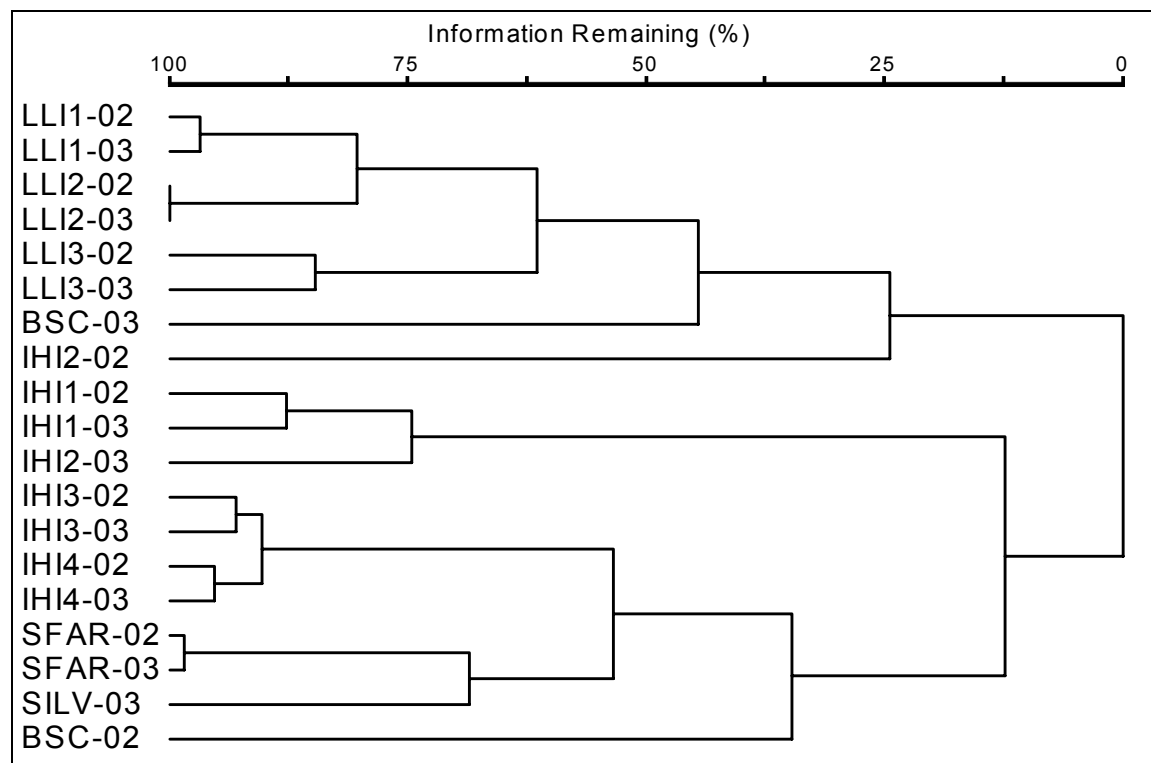 Information Remaining (%)
100 75 50 25 0
LLI1-02
LLI1-03
LLI2-02
LLI2-03
LLI3-02
LLI3-03
BSC-03
IHI2-02
IHI1-02
IHI1-03
IHI2-03
IHI3-02
IHI3-03
IHI4-02
IHI4-03
SFAR-02
SFAR-03
SILV-03
BSC-02